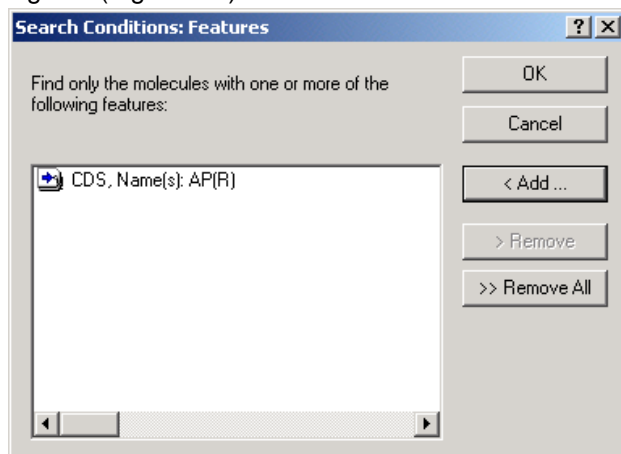 Search Conditions: Features
Find only the molecules with one or more of the
following features:
OK
Cancel
CDS, Name(s): AP(R)
< Add ...
> Remove
>> Remove All